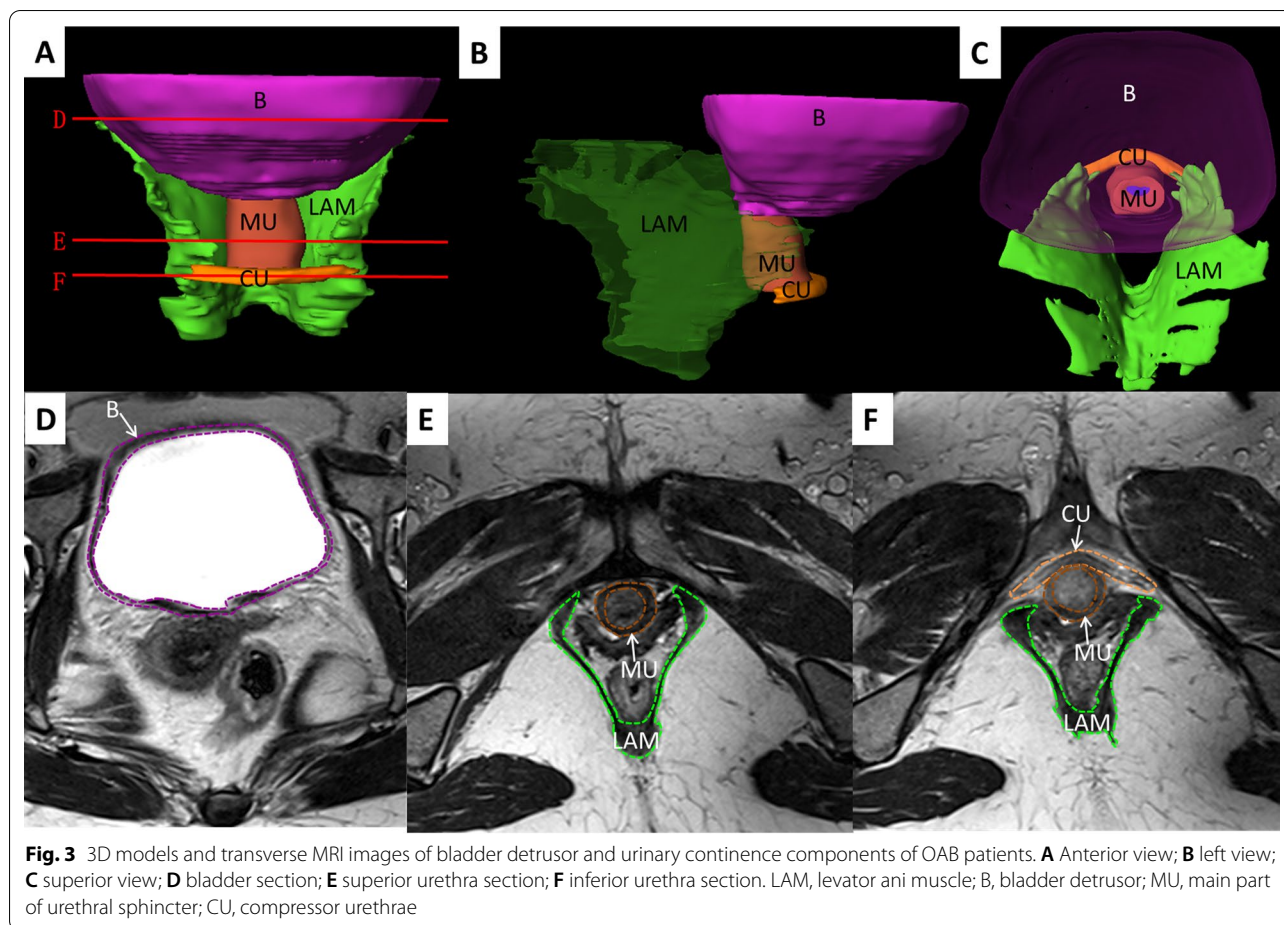 A
B
C
B
B
B
D
CU
MU
LAM
MU
LAM
E
MU
LAM
F
CU
CU
D
B
E
MU
LAM
F
CU
MU
LAM
Fig. 3 3D models and transverse MRI images of bladder detrusor and urinary continence components of OAB patients. A Anterior view; B left view;
C superior view; D bladder section; E superior urethra section; F inferior urethra section. LAM, levator ani muscle; B, bladder detrusor; MU, main part
of urethral sphincter; CU, compressor urethrae